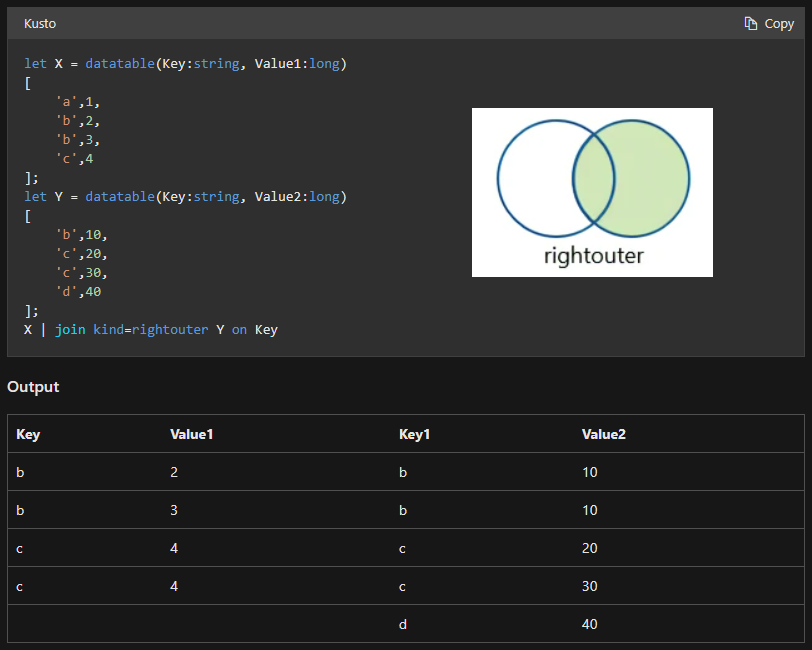 Kusto
Copy
let X = datatable(Key:string, Value1:long)
[
    'a',1,
    'b',2,
    'b',3,
    'c',4
];
let Y = datatable(Key:string, Value2:long)
[
    'b',10,
    'c',20,
    'c',30,
    'd',40
];
X | join kind=rightouter Y on Key
rightouter
Output
Key Value1 Key1 Value2
b 2 b 10
b 3 b 10
c 4 c 20
c 4 c 30
d 40